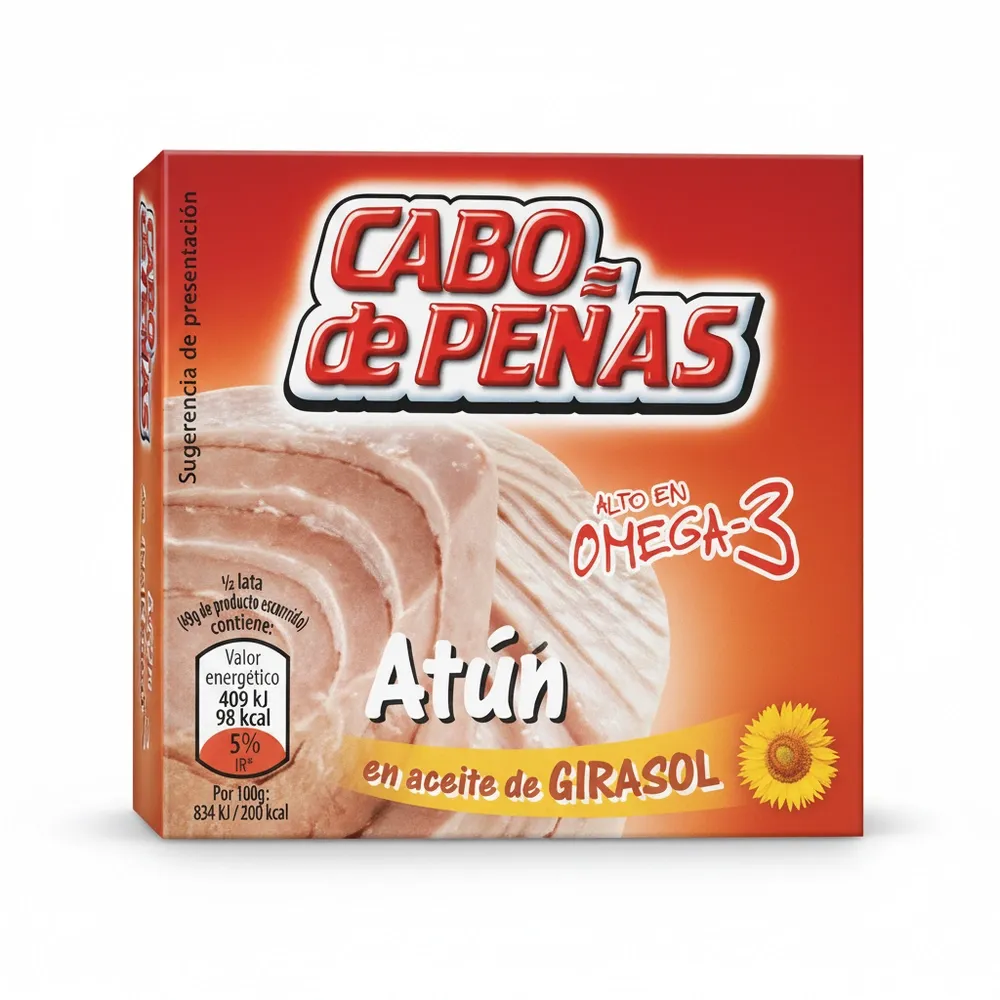 Sugerencia de presentación
CABO
de PEÑAS
ALTO EN
OMEGA-3
½ lata
(49g de producto escurrido)
contiene:
Valor
energético
409 kJ
98 kcal
5%
IR*
Por 100g:
834 KJ / 200 kcal
Atún
en aceite de GIRASOL